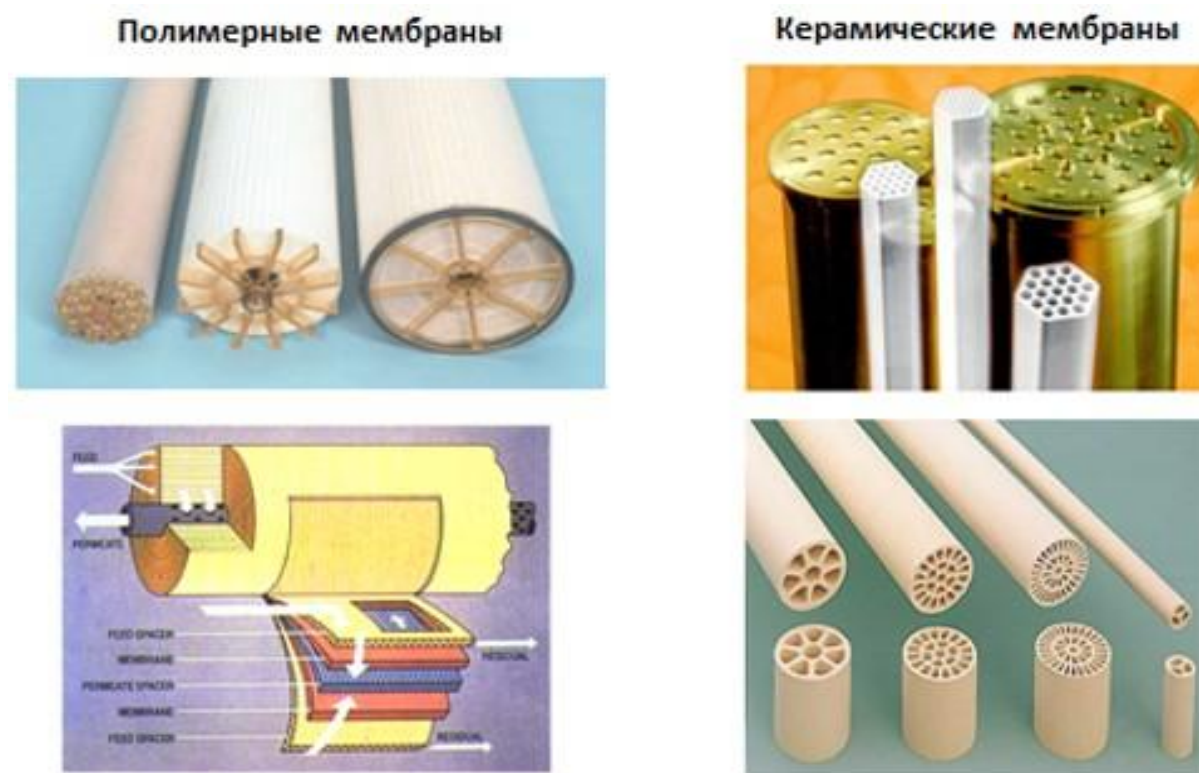 Полимерные мембраны
Керамические мембраны
FEED
PERMEATE
FEED SPACER
MEMBRANE
PERMEATE SPACER
MEMBRANE
FEED SPACER
RESIDUAL
RESIDUAL